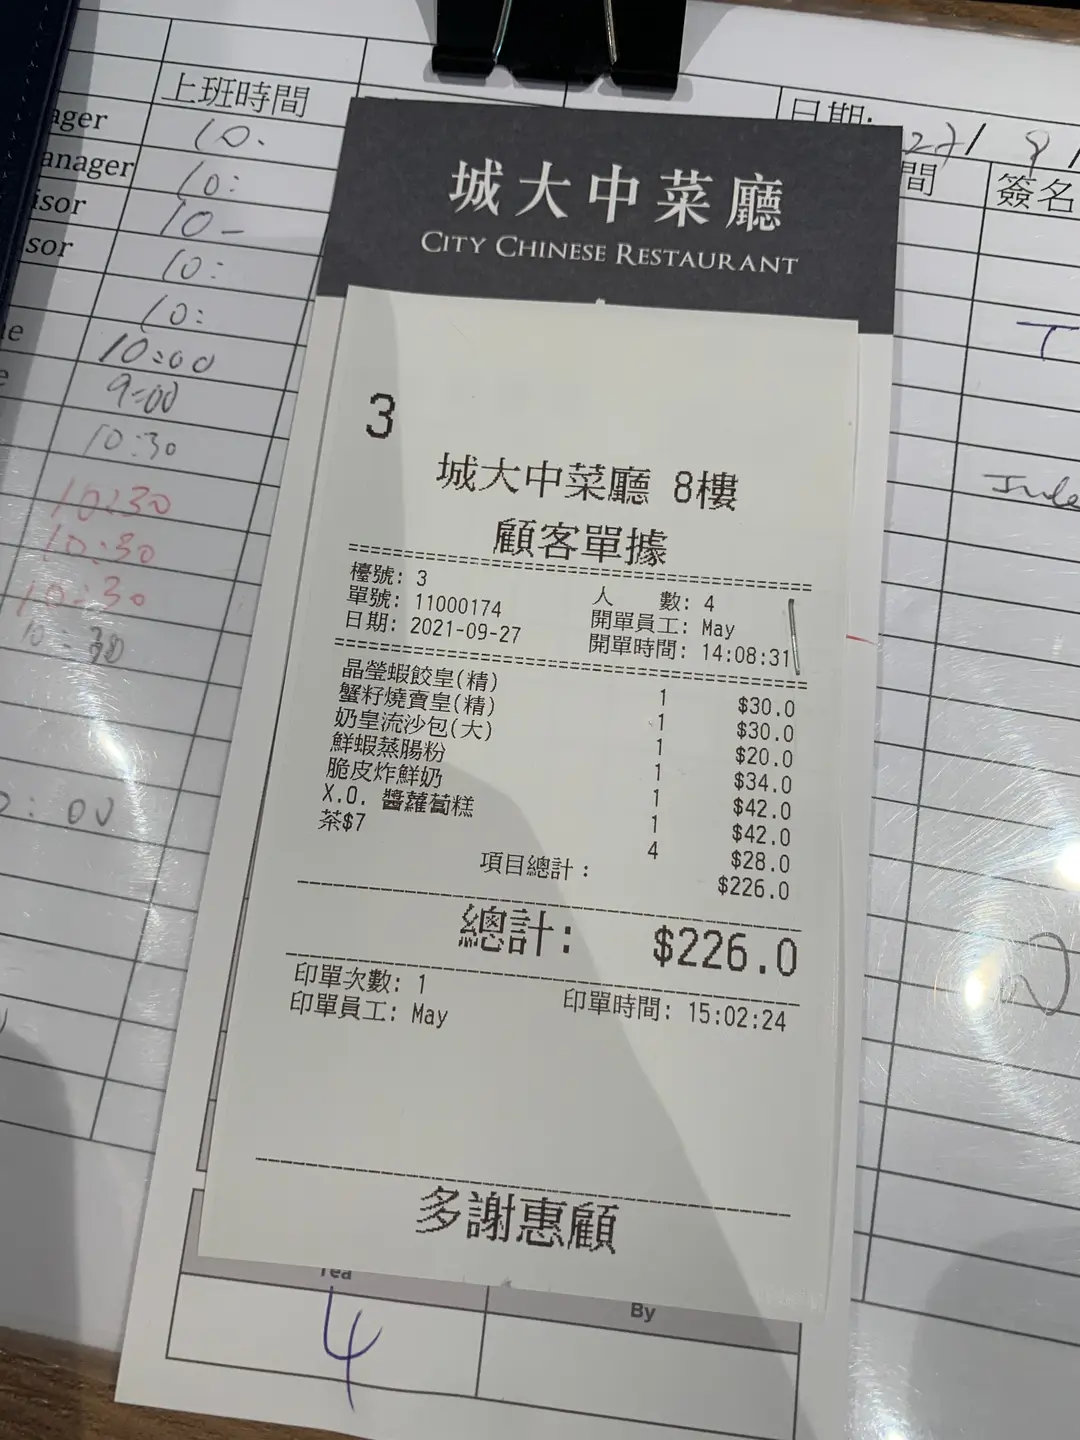 上班時間
日期:
ager
10.
間
簽名
anager
10:
isor
10-
sor
10:
10:
10:00
9:00
10:30
10:30
10:30
10:30
城大中菜廳
CITY CHINESE RESTAURANT
3
城大中菜廳 8樓
顧客單據
檯號: 3 人 數: 4
單號: 11000174 開單員工: May
日期: 2021-09-27 開單時間: 14:08:31
晶瑩蝦餃皇(精) 1 $30.0
蟹籽燒賣皇(精) 1 $30.0
奶皇流沙包(大) 1 $20.0
鮮蝦蒸腸粉 1 $34.0
脆皮炸鮮奶 1 $42.0
X.O. 醬蘿蔔糕 1 $42.0
茶$7 4 $28.0
項目總計: $226.0
總計: $226.0
印單次數: 1 印單時間: 15:02:24
印單員工: May
多謝惠顧
Tea
By
4